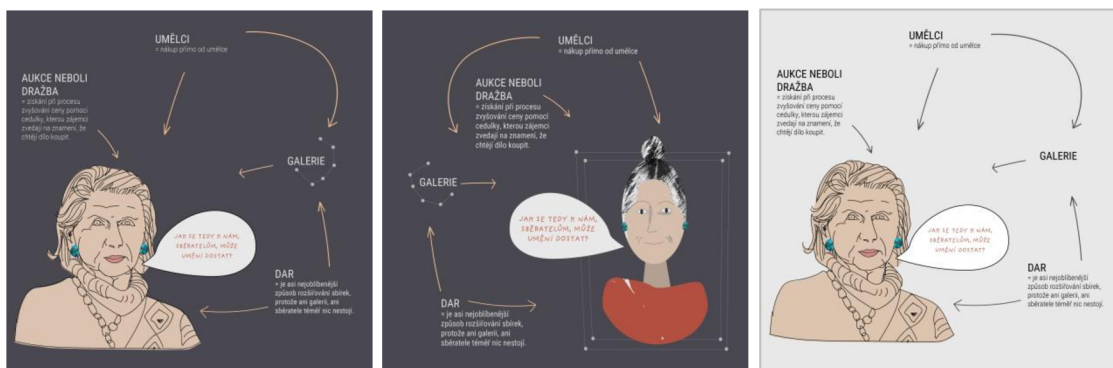 UMĚLCI
= nákup přímo od umělce
AUKCE NEBOLI
DRAŽBA
= získání při procesu
zvyšování ceny pomocí
cedulky, kterou zájemci
zvedají na znamení, že
chtějí dílo koupit.
GALERIE
JAK SE TEDY K NÁM,
SBĚRATELŮM, MŮŽE
UMĚNÍ DOSTAT?
DAR
= je asi nejoblíbenější
způsob rozšiřování sbírek,
protože ani galerii, ani
sběratele téměř nic nestojí.
UMĚLCI
= nákup přímo od umělce
AUKCE NEBOLI
DRAŽBA
= získání při procesu
zvyšování ceny pomocí
cedulky, kterou zájemci
zvedají na znamení, že
chtějí dílo koupit.
GALERIE
JAK SE TEDY K NÁM,
SBĚRATELŮM, MŮŽE
UMĚNÍ DOSTAT?
DAR
= je asi nejoblíbenější
způsob rozšiřování sbírek,
protože ani galerii, ani
sběratele téměř nic nestojí.
UMĚLCI
= nákup přímo od umělce
AUKCE NEBOLI
DRAŽBA
= získání při procesu
zvyšování ceny pomocí
cedulky, kterou zájemci
zvedají na znamení, že
chtějí dílo koupit.
GALERIE
JAK SE TEDY K NÁM,
SBĚRATELŮM, MŮŽE
UMĚNÍ DOSTAT?
DAR
= je asi nejoblíbenější
způsob rozšiřování sbírek,
protože ani galerii, ani
sběratele téměř nic nestojí.